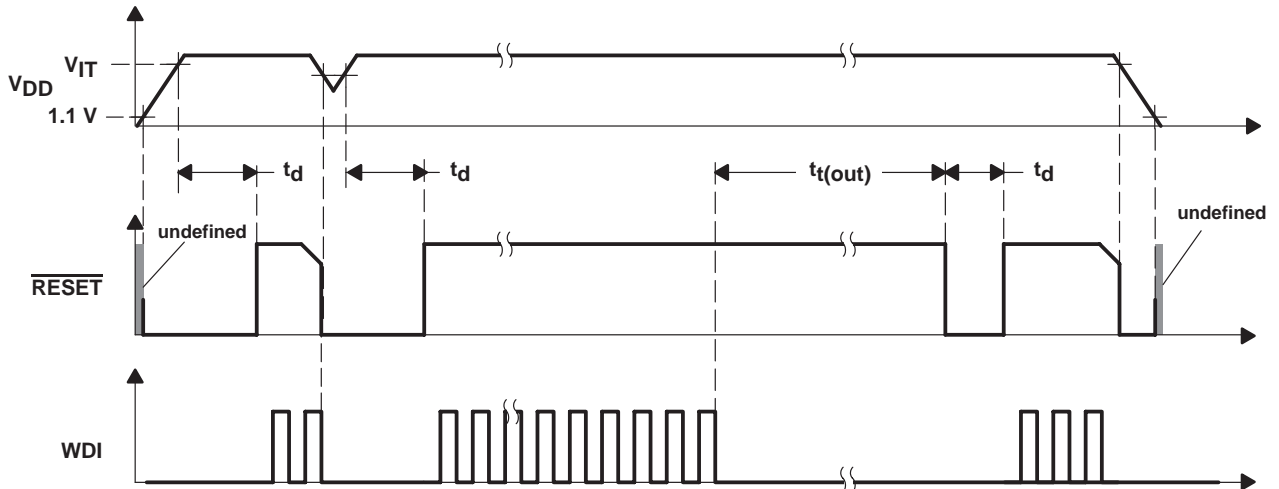 V_IT
V_DD
1.1 V
t_d
t_d
t_t(out)
t_d
undefined
undefined
RESET
WDI